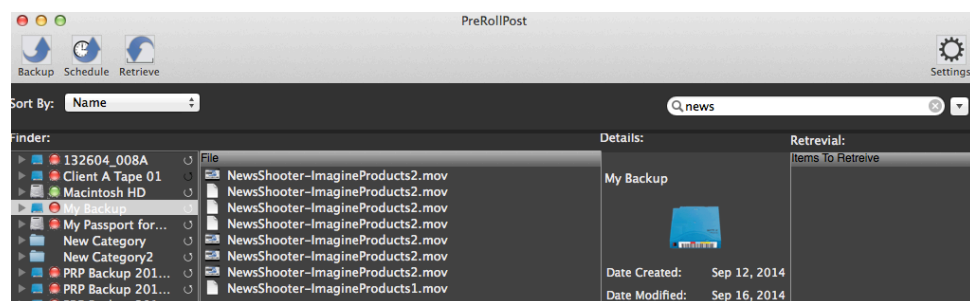 PreRollPost
Backup Schedule Retrieve
Settings
Sort By: Name
news
Finder:
Details:
Retrevial:
132604_008A
Client A Tape 01
Macintosh HD
My Backup
My Passport for...
New Category
New Category2
PRP Backup 201...
PRP Backup 201...
File
NewsShooter-ImagineProducts2.mov
NewsShooter-ImagineProducts2.mov
NewsShooter-ImagineProducts2.mov
NewsShooter-ImagineProducts2.mov
NewsShooter-ImagineProducts2.mov
NewsShooter-ImagineProducts2.mov
NewsShooter-ImagineProducts2.mov
NewsShooter-ImagineProducts1.mov
My Backup
Date Created: Sep 12, 2014
Date Modified: Sep 16, 2014
Items To Retreive